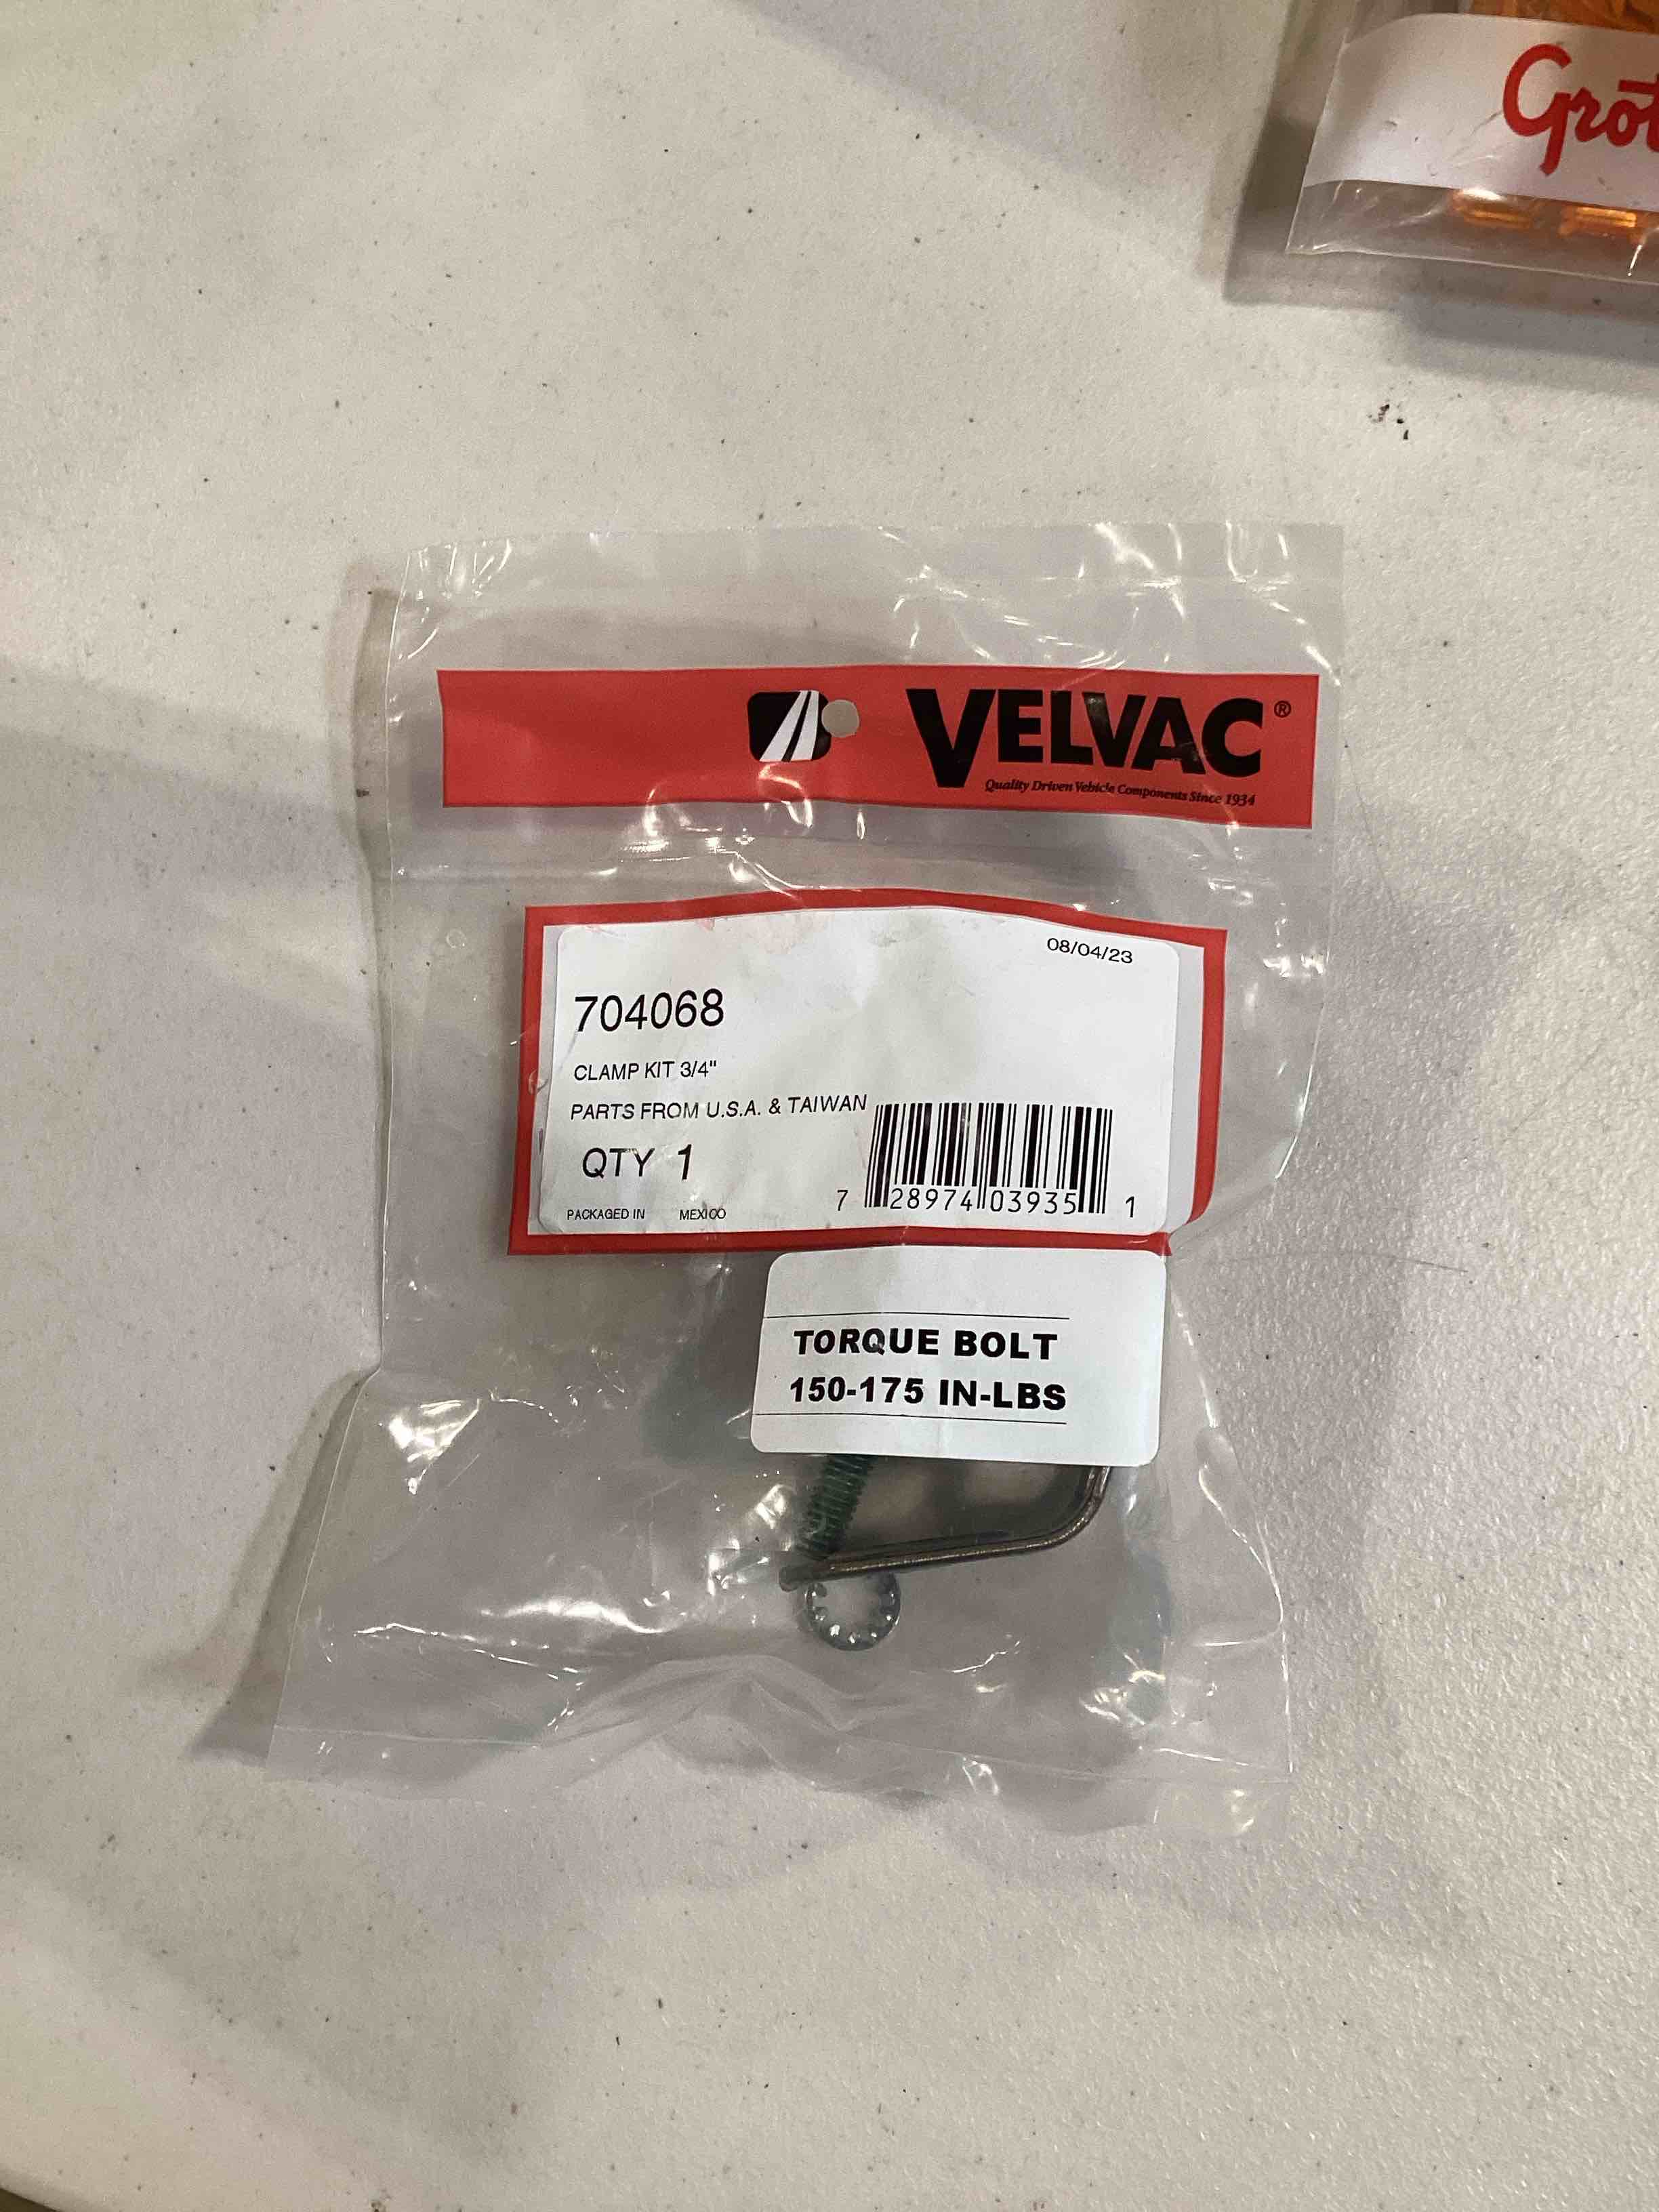 VELVAC®
Quality Driven Vehicle Components Since 1934
08/04/23
704068
CLAMP KIT 3/4"
PARTS FROM U.S.A. & TAIWAN
QTY 1
PACKAGED IN MEXICO
7 28974 03935 1
TORQUE BOLT
150-175 IN-LBS